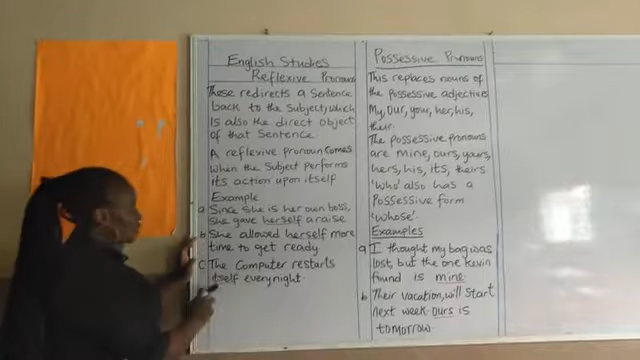 English Studies
Reflexive Pronouns
These redirects a Sentence
back to the Subject, which
is also the direct object
of that Sentence
A reflexive pronoun comes
when the Subject performs
its action upon itself
Example
a Since she is her own boss,
she gave herself a raise.
b She allowed herself more
time to get ready.
c The Computer restarts
itself everynight.
Possessive Pronouns
This replaces nouns of
the possessive adjectives
My, our, your, her, his,
their.
The possessive pronouns
are mine, ours, yours,
hers, his, its, theirs
'Who' also has a
Possessive form
'whose'.
Examples
a I thought my bag was
lost, but the one Kevin
found is mine.
b Their vacation, will Start
next week. Ours is
tomorrow.